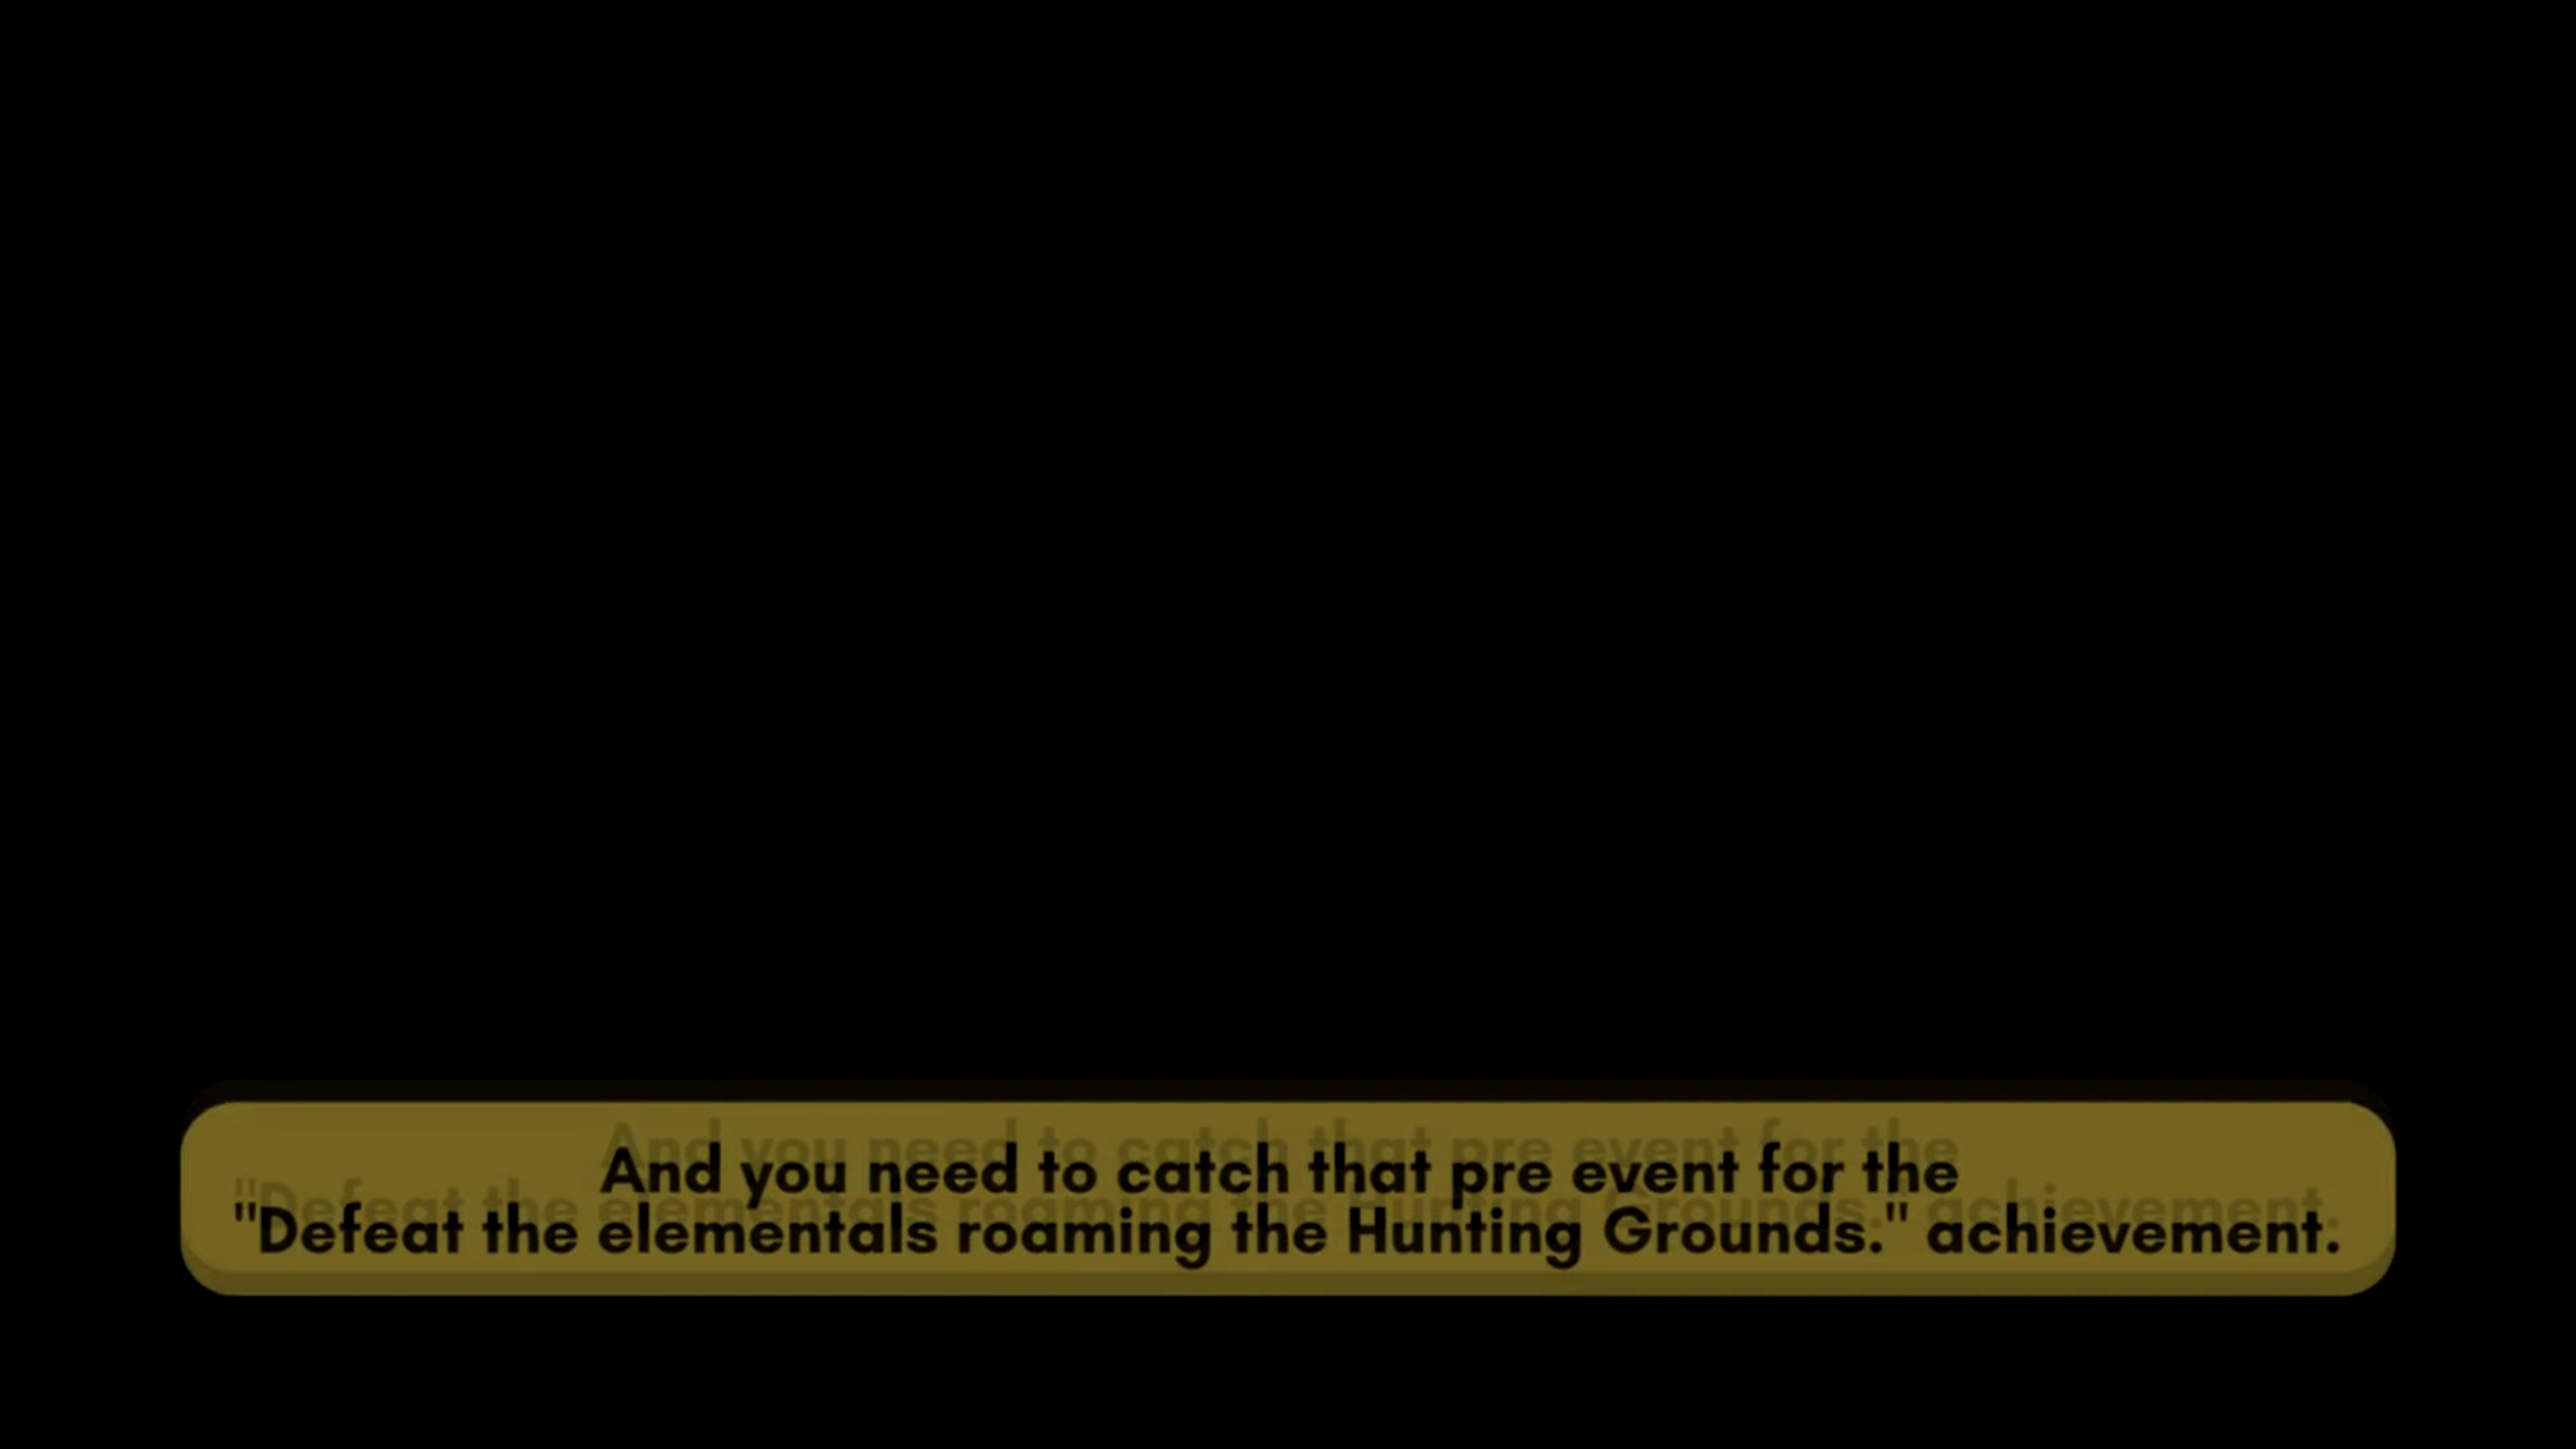 And you need to catch that pre event for the
"Defeat the elementals roaming the Hunting Grounds." achievement.